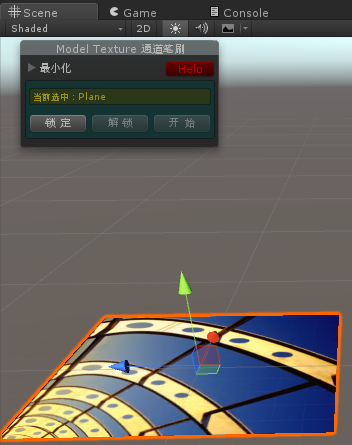 Scene Game Console
Shaded 2D
Model Texture 通道笔刷
最小化 Help
当前选中：Plane
锁 定 解 锁 开 始